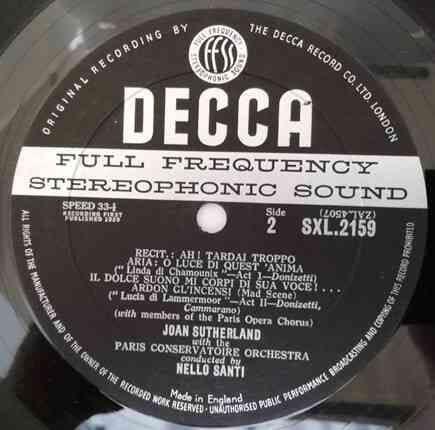 ORIGINAL RECORDING BY
THE DECCA RECORD CO. LTD. LONDON
FULL FREQUENCY
ffss
STEREOPHONIC SOUND
DECCA
FULL FREQUENCY
STEREOPHONIC SOUND
SPEED 33⅓
RECORDING FIRST
PUBLISHED 1959
Side
2
(ZAL.4507)
SXL.2159
RECIT.: AH! TARDAI TROPPO
ARIA: O LUCE DI QUEST 'ANIMA
("Linda di Chamounix"—Act I—Donizetti)
IL DOLCE SUONO MI CORPI DI SUA VOCE! . . .
ARDON GL'INCENSI (Mad Scene)
("Lucia di Lammermoor" — Act II—Donizetti,
Cammarano)
(with members of the Paris Opera Chorus)
JOAN SUTHERLAND
with the
PARIS CONSERVATOIRE ORCHESTRA
conducted by
NELLO SANTI
Made in England
ALL RIGHTS OF THE MANUFACTURER AND OF THE OWNER OF THE RECORDED WORK RESERVED · UNAUTHORISED PUBLIC PERFORMANCE BROADCASTING AND COPYING OF THIS RECORD PROHIBITED